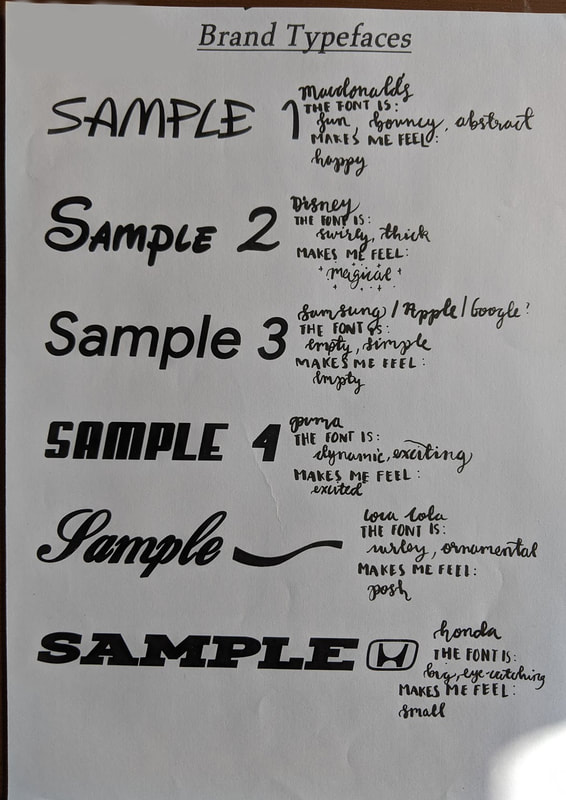 Brand Typefaces
SAMPLE 1
macdonald's
THE FONT IS:
fun, bouncy, abstract
MAKES ME FEEL:
happy
SAMPLE 2
Disney
THE FONT IS:
swirly, thick
MAKES ME FEEL:
magical
Sample 3
Samsung / Apple / Google?
THE FONT IS:
empty, simple
MAKES ME FEEL:
empty
SAMPLE 4
puma
THE FONT IS:
dynamic, exciting
MAKES ME FEEL:
excited
Sample
coca cola
THE FONT IS:
curley, ornamental
MAKES ME FEEL:
posh
SAMPLE
honda
THE FONT IS:
big, eye-catching
MAKES ME FEEL:
small